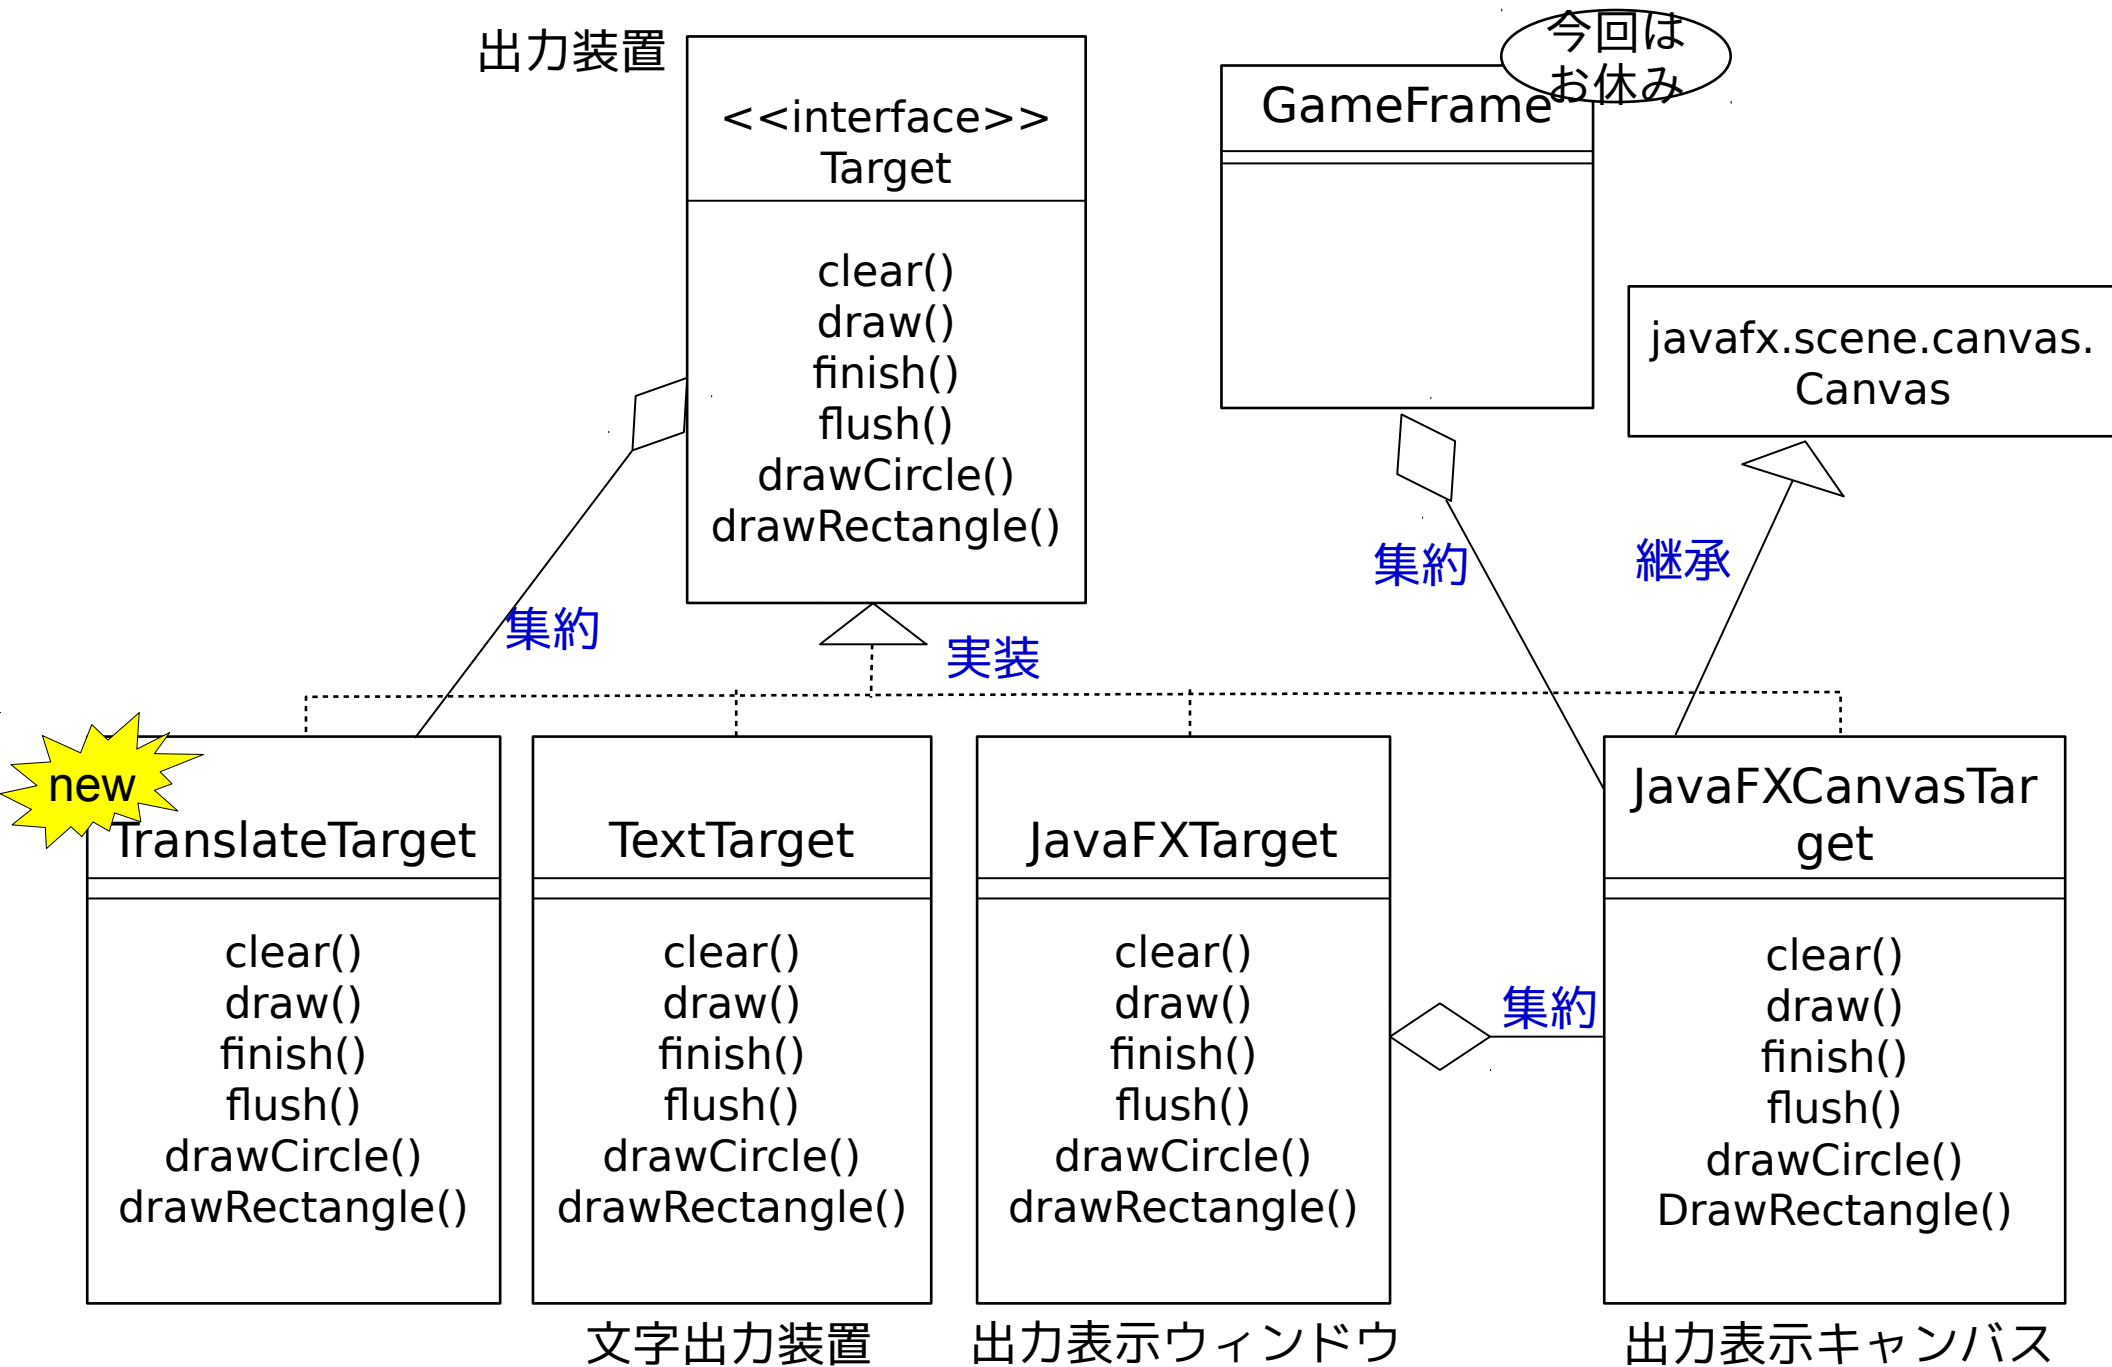 出力装置
<<interface>>
Target
clear()
draw()
finish()
flush()
drawCircle()
drawRectangle()
今回は
お休み
GameFrame
javafx.scene.canvas.
Canvas
集約
実装
集約
継承
new
TranslateTarget
clear()
draw()
finish()
flush()
drawCircle()
drawRectangle()
TextTarget
clear()
draw()
finish()
flush()
drawCircle()
drawRectangle()
文字出力装置
JavaFXTarget
clear()
draw()
finish()
flush()
drawCircle()
drawRectangle()
出力表示ウィンドウ
集約
JavaFXCanvasTar
get
clear()
draw()
finish()
flush()
drawCircle()
DrawRectangle()
出力表示キャンバス